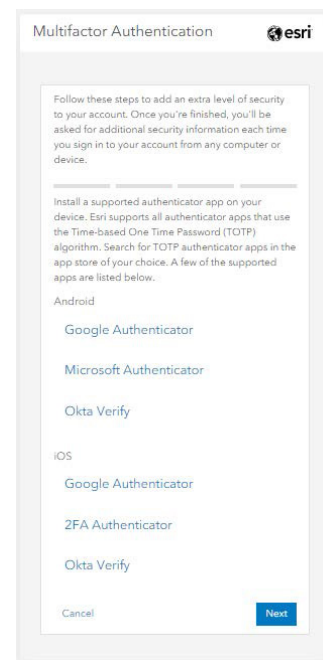 Multifactor Authentication
esri
Follow these steps to add an extra level of security
to your account. Once you're finished, you'll be
asked for additional security information each time
you sign in to your account from any computer or
device.
Install a supported authenticator app on your
device. Esri supports all authenticator apps that use
the Time-based One Time Password (TOTP)
algorithm. Search for TOTP authenticator apps in the
app store of your choice. A few of the supported
apps are listed below.
Android
Google Authenticator
Microsoft Authenticator
Okta Verify
iOS
Google Authenticator
2FA Authenticator
Okta Verify
Cancel
Next